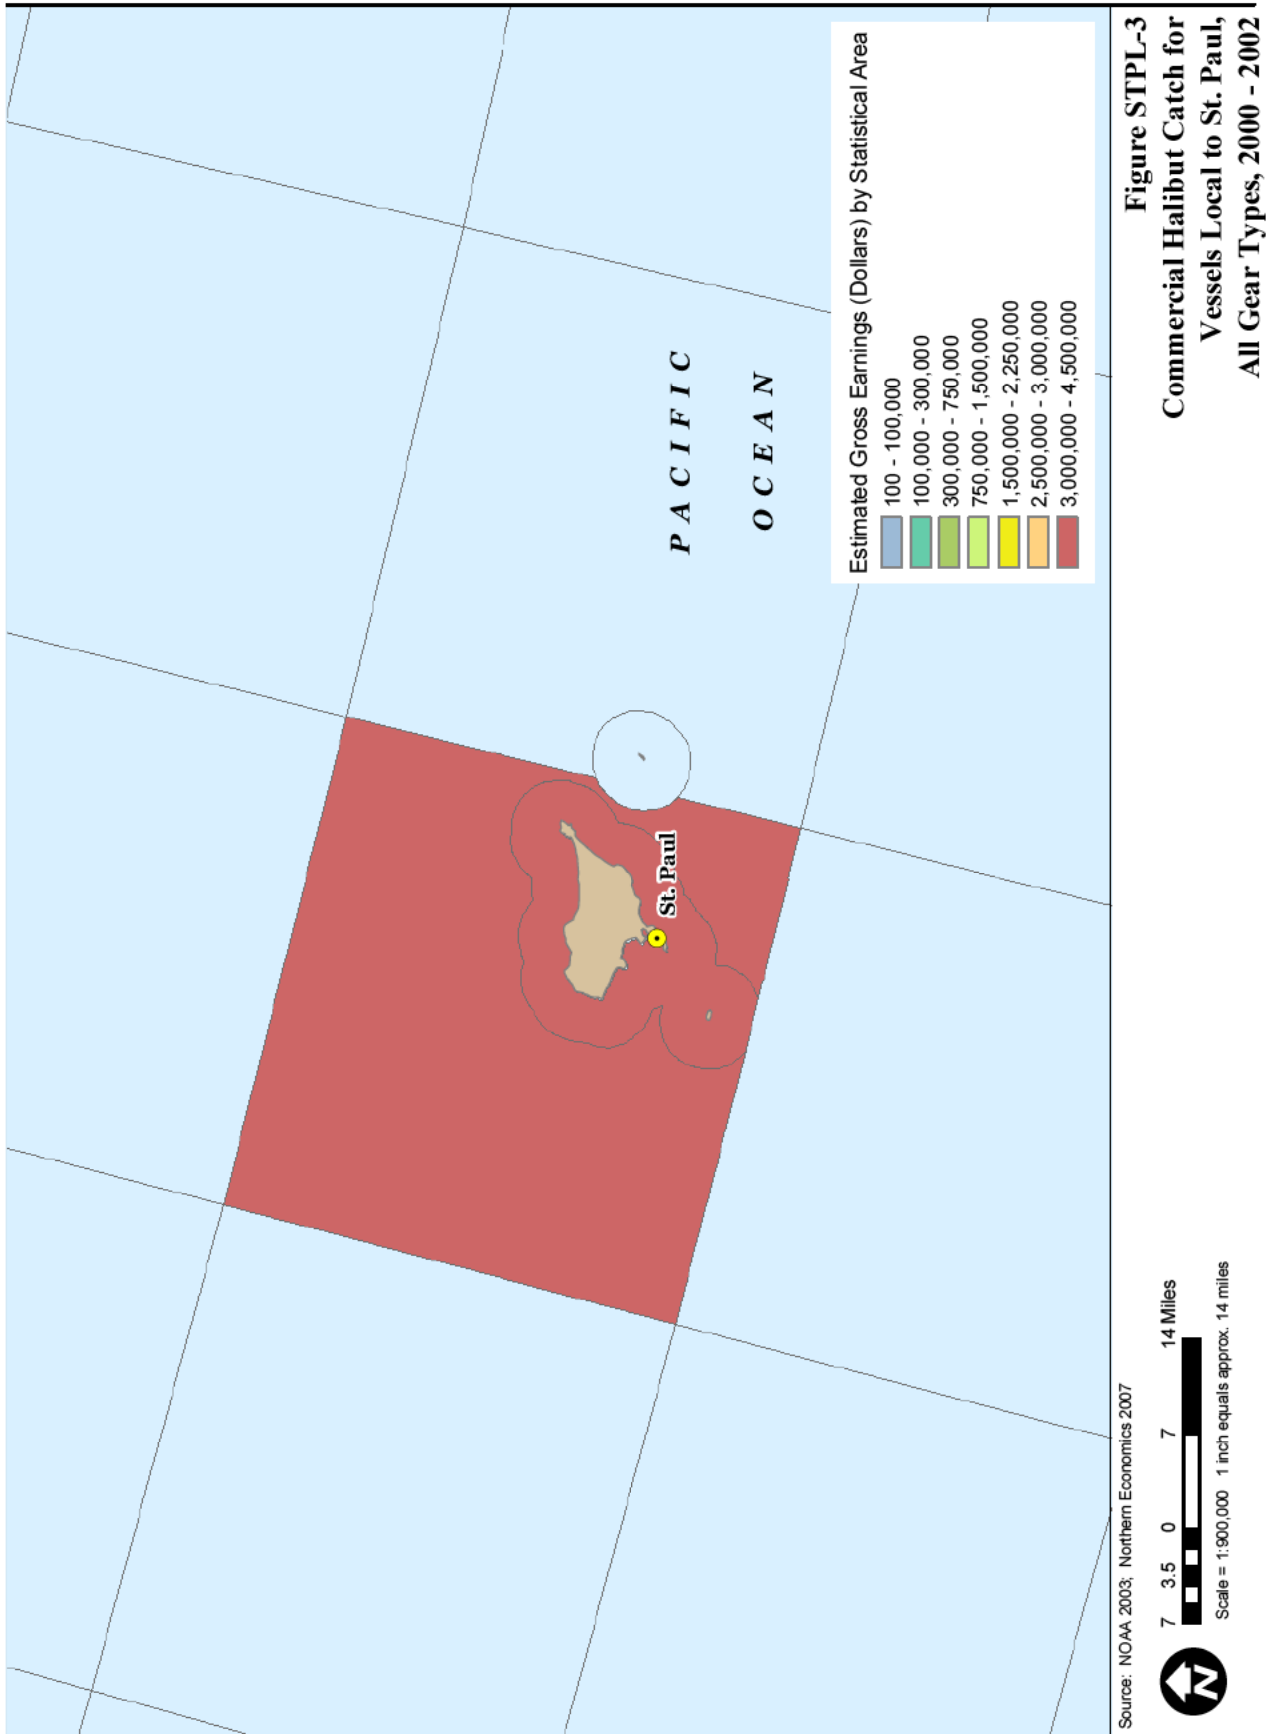 PACIFIC
OCEAN
St. Paul
Estimated Gross Earnings (Dollars) by Statistical Area
100 - 100,000
100,000 - 300,000
300,000 - 750,000
750,000 - 1,500,000
1,500,000 - 2,250,000
2,500,000 - 3,000,000
3,000,000 - 4,500,000
Source: NOAA 2003; Northern Economics 2007
N
7 3.5 0 7 14 Miles
Scale = 1:900,000 1 inch equals approx. 14 miles
Figure STPL-3
Commercial Halibut Catch for
Vessels Local to St. Paul,
All Gear Types, 2000 - 2002